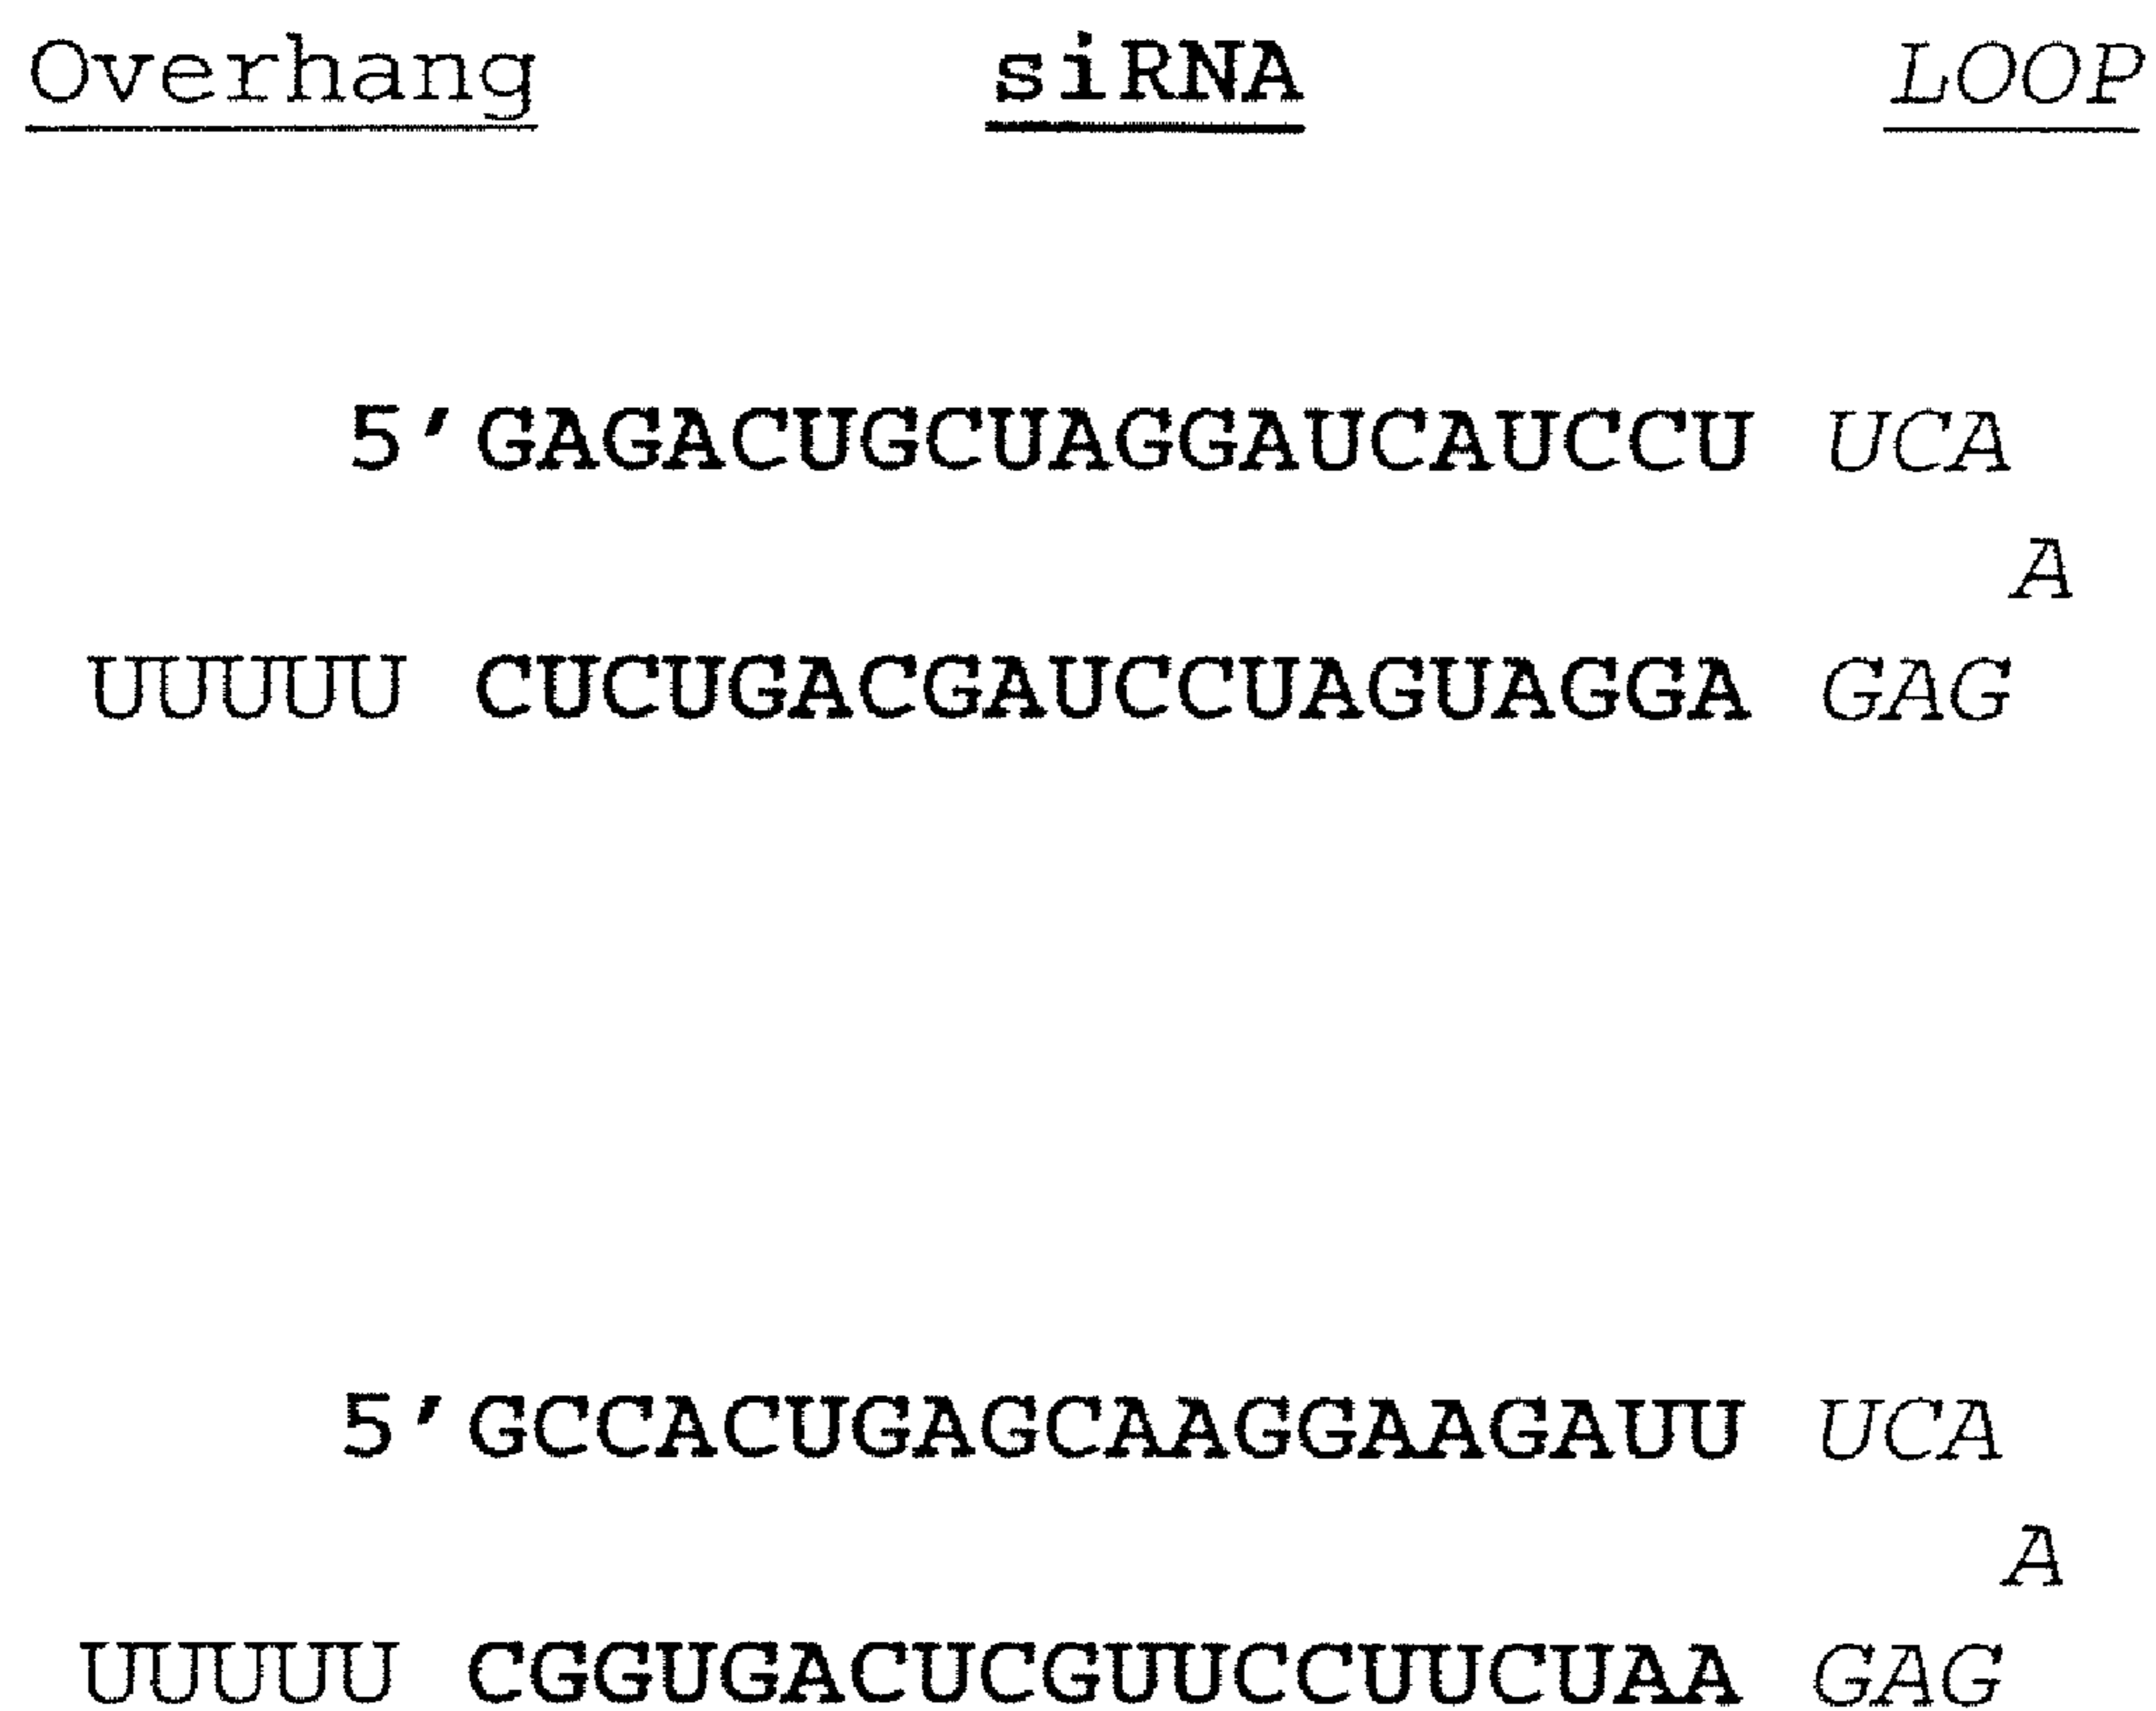 Overhang siRNA LOOP
5’GAGACUGCUAGGAUCAUCCU UCA
A
UUUUU CUCUGACGAUCCUAGUAGGA GAG
5’GCCACUGAGCAAGGAAGAUU UCA
A
UUUUU CGGUGACUCGUUCCUUCUAA GAG